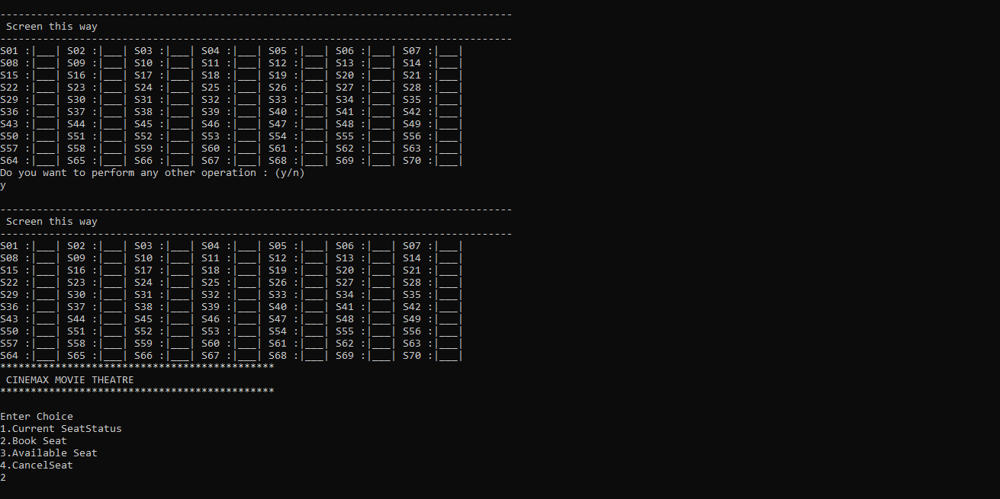 --------------------------------------------------------------------------------
 Screen this way
--------------------------------------------------------------------------------
S01 :|___| S02 :|___| S03 :|___| S04 :|___| S05 :|___| S06 :|___| S07 :|___|
S08 :|___| S09 :|___| S10 :|___| S11 :|___| S12 :|___| S13 :|___| S14 :|___|
S15 :|___| S16 :|___| S17 :|___| S18 :|___| S19 :|___| S20 :|___| S21 :|___|
S22 :|___| S23 :|___| S24 :|___| S25 :|___| S26 :|___| S27 :|___| S28 :|___|
S29 :|___| S30 :|___| S31 :|___| S32 :|___| S33 :|___| S34 :|___| S35 :|___|
S36 :|___| S37 :|___| S38 :|___| S39 :|___| S40 :|___| S41 :|___| S42 :|___|
S43 :|___| S44 :|___| S45 :|___| S46 :|___| S47 :|___| S48 :|___| S49 :|___|
S50 :|___| S51 :|___| S52 :|___| S53 :|___| S54 :|___| S55 :|___| S56 :|___|
S57 :|___| S58 :|___| S59 :|___| S60 :|___| S61 :|___| S62 :|___| S63 :|___|
S64 :|___| S65 :|___| S66 :|___| S67 :|___| S68 :|___| S69 :|___| S70 :|___|
Do you want to perform any other operation : (y/n)
y
--------------------------------------------------------------------------------
 Screen this way
--------------------------------------------------------------------------------
S01 :|___| S02 :|___| S03 :|___| S04 :|___| S05 :|___| S06 :|___| S07 :|___|
S08 :|___| S09 :|___| S10 :|___| S11 :|___| S12 :|___| S13 :|___| S14 :|___|
S15 :|___| S16 :|___| S17 :|___| S18 :|___| S19 :|___| S20 :|___| S21 :|___|
S22 :|___| S23 :|___| S24 :|___| S25 :|___| S26 :|___| S27 :|___| S28 :|___|
S29 :|___| S30 :|___| S31 :|___| S32 :|___| S33 :|___| S34 :|___| S35 :|___|
S36 :|___| S37 :|___| S38 :|___| S39 :|___| S40 :|___| S41 :|___| S42 :|___|
S43 :|___| S44 :|___| S45 :|___| S46 :|___| S47 :|___| S48 :|___| S49 :|___|
S50 :|___| S51 :|___| S52 :|___| S53 :|___| S54 :|___| S55 :|___| S56 :|___|
S57 :|___| S58 :|___| S59 :|___| S60 :|___| S61 :|___| S62 :|___| S63 :|___|
S64 :|___| S65 :|___| S66 :|___| S67 :|___| S68 :|___| S69 :|___| S70 :|___|
*********************************************
 CINEMAX MOVIE THEATRE
*********************************************
Enter Choice
1.Current SeatStatus
2.Book Seat
3.Available Seat
4.CancelSeat
2